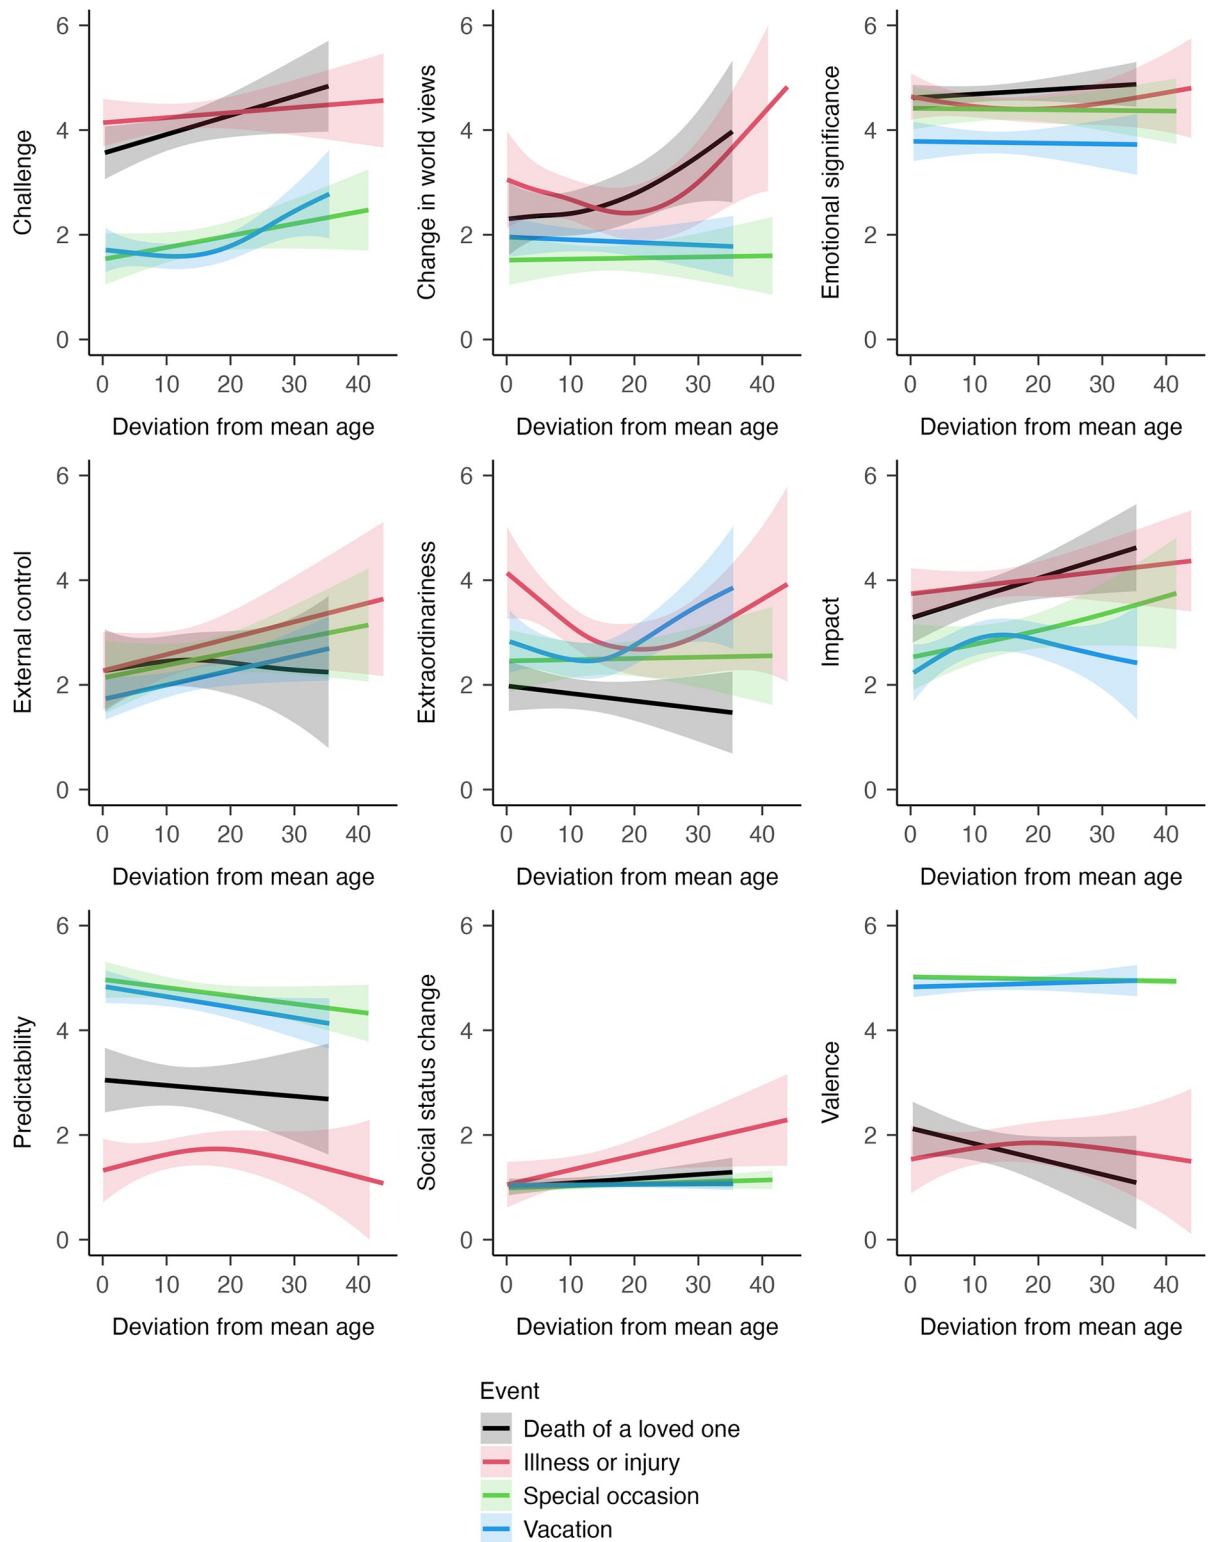 Challenge
6
4
2
0
0 10 20 30 40
Deviation from mean age
Change in world views
6
4
2
0
0 10 20 30 40
Deviation from mean age
Emotional significance
6
4
2
0
0 10 20 30 40
Deviation from mean age
External control
6
4
2
0
0 10 20 30 40
Deviation from mean age
Extraordinariness
6
4
2
0
0 10 20 30 40
Deviation from mean age
Impact
6
4
2
0
0 10 20 30 40
Deviation from mean age
Predictability
6
4
2
0
0 10 20 30 40
Deviation from mean age
Social status change
6
4
2
0
0 10 20 30 40
Deviation from mean age
Valence
6
4
2
0
0 10 20 30 40
Deviation from mean age
Event
Death of a loved one
Illness or injury
Special occasion
Vacation